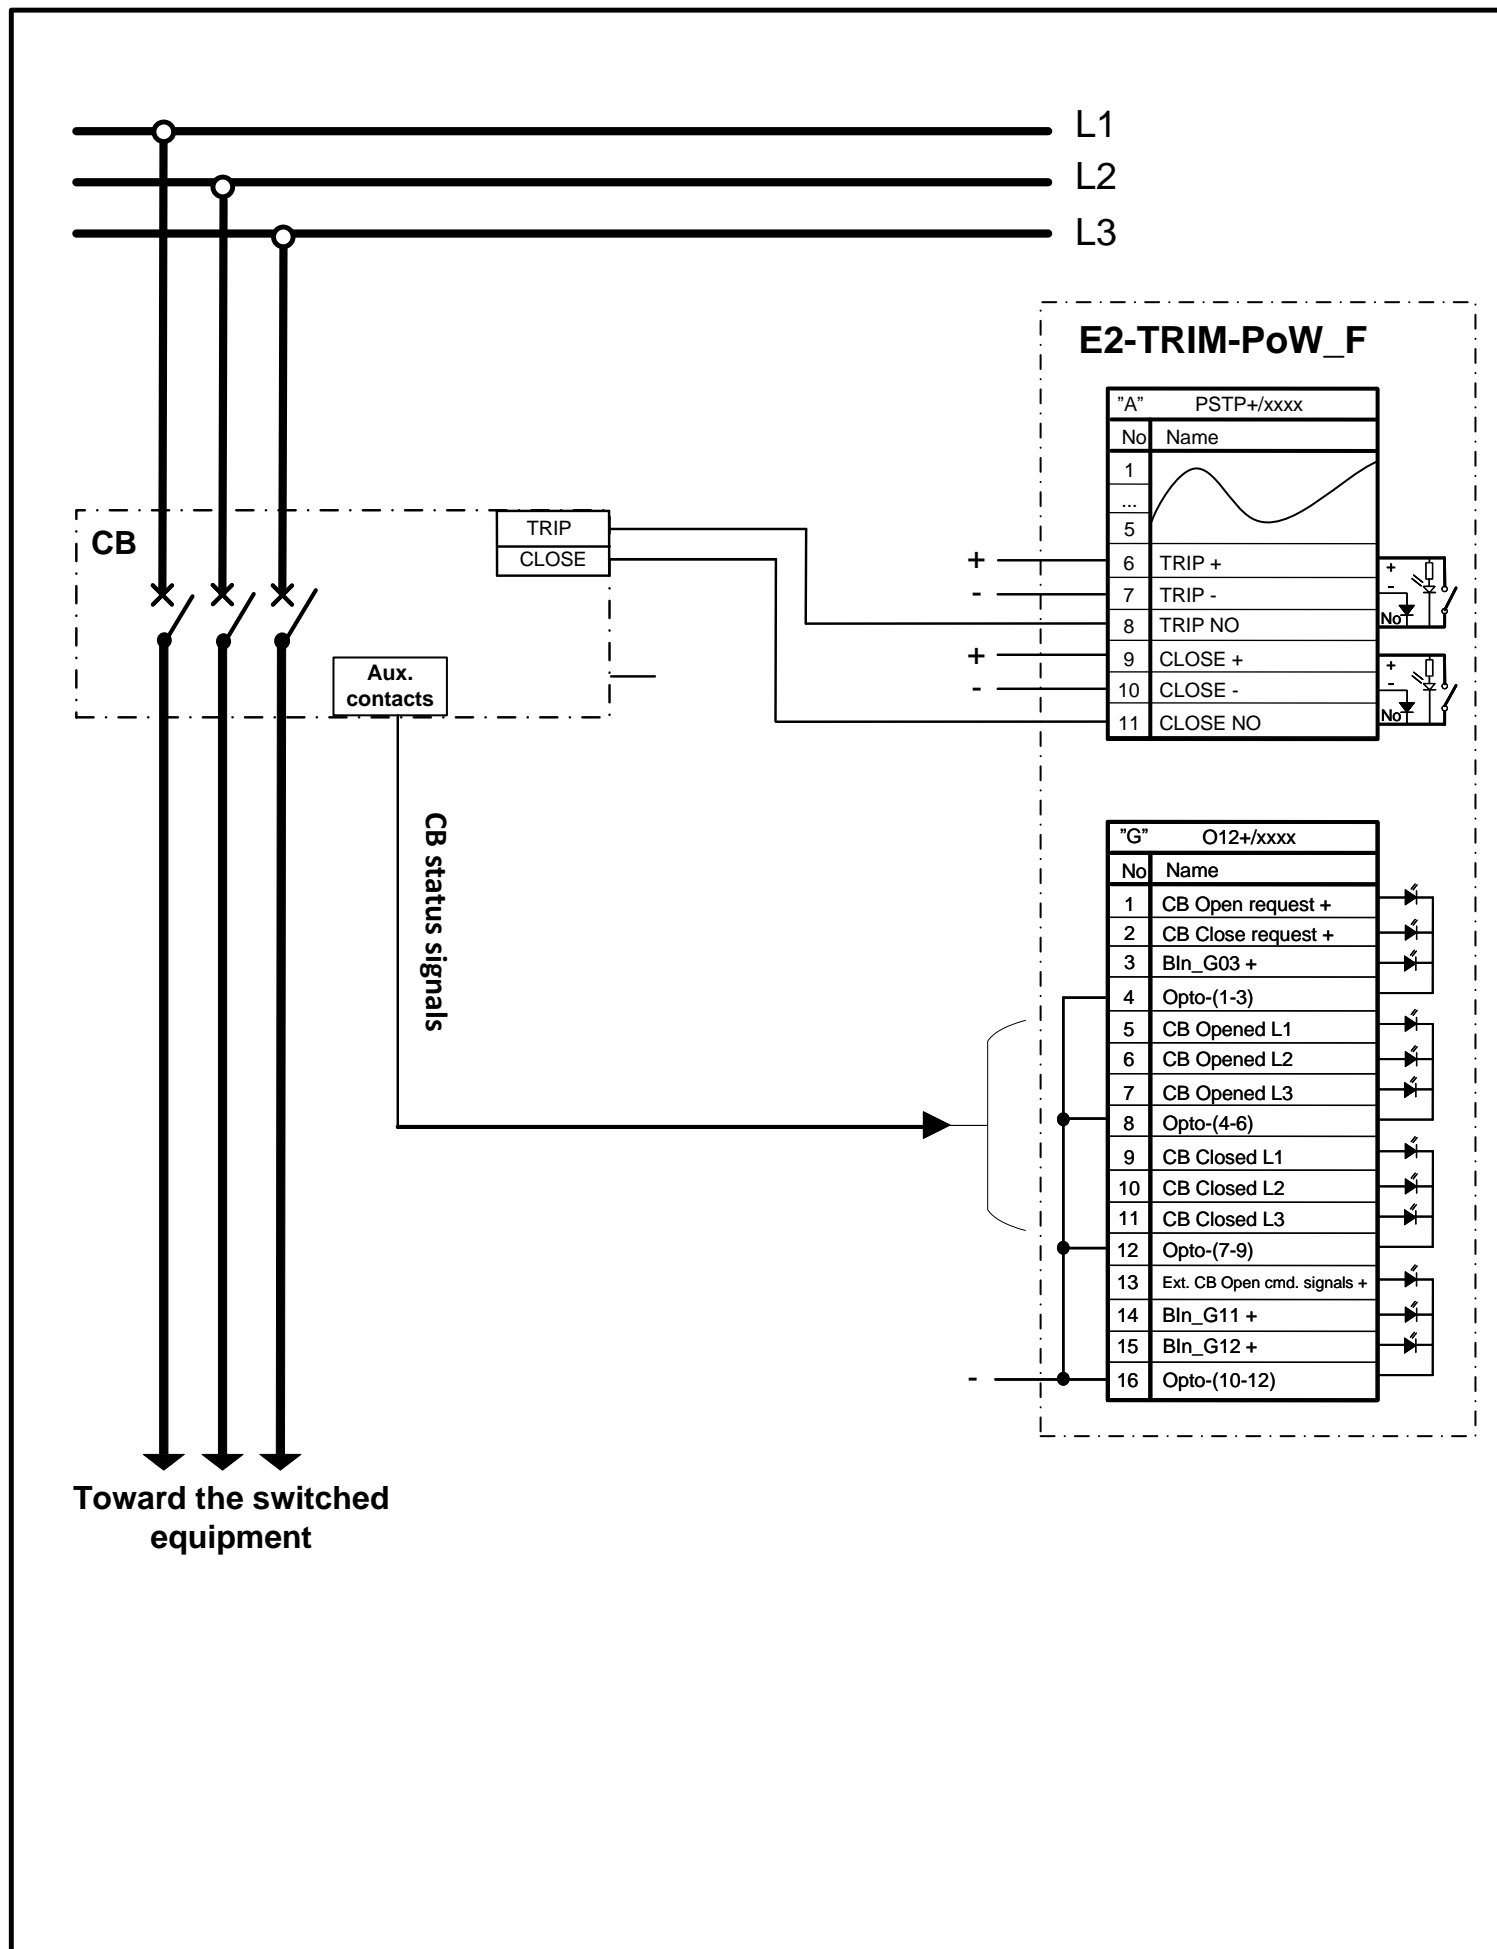 L1
L2
L3
E2-TRIM-PoW_F
”A” PSTP+/xxxx
No Name
1
...
5
6 TRIP +
7 TRIP -
8 TRIP NO
9 CLOSE +
10 CLOSE -
11 CLOSE NO
+
-
+
-
+
-
No
+
-
No
CB
TRIP
CLOSE
Aux.
contacts
CB status signals
”G” O12+/xxxx
No Name
1 CB Open request +
2 CB Close request +
3 BIn_G03 +
4 Opto-(1-3)
5 CB Opened L1
6 CB Opened L2
7 CB Opened L3
8 Opto-(4-6)
9 CB Closed L1
10 CB Closed L2
11 CB Closed L3
12 Opto-(7-9)
13 Ext. CB Open cmd. signals +
14 BIn_G11 +
15 BIn_G12 +
16 Opto-(10-12)
-
Toward the switched
equipment